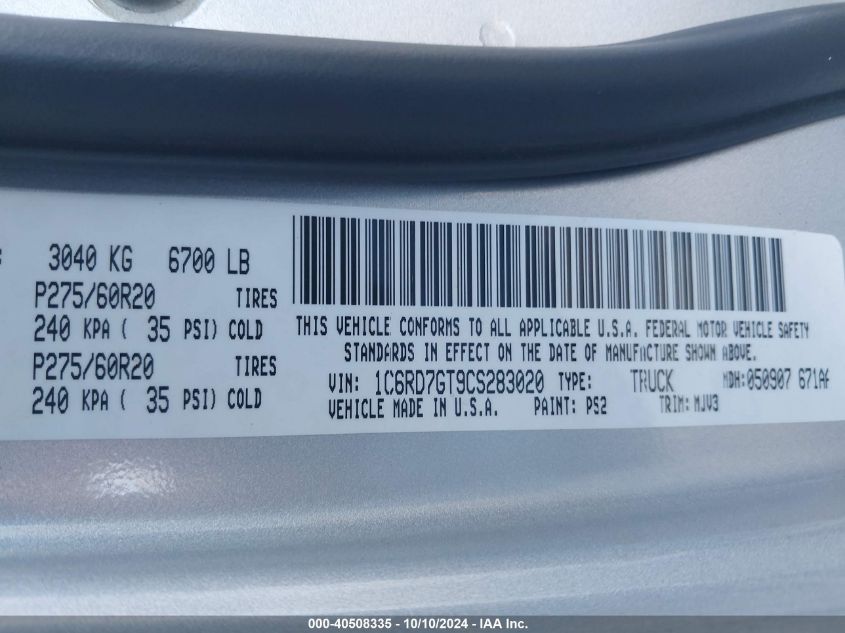 3040 KG 6700 LB
P275/60R20 TIRES
240 KPA ( 35 PSI) COLD
P275/60R20 TIRES
240 KPA ( 35 PSI) COLD
THIS VEHICLE CONFORMS TO ALL APPLICABLE U.S.A. FEDERAL MOTOR VEHICLE SAFETY
STANDARDS IN EFFECT ON THE DATE OF MANUFACTURE SHOWN ABOVE.
VIN: 1C6RD7GT9CS283020 TYPE: TRUCK MDH: 050907 671AA
VEHICLE MADE IN U.S.A. PAINT: PS2 TRIM: MJV3
000-40508335 - 10/10/2024 - IAA Inc.